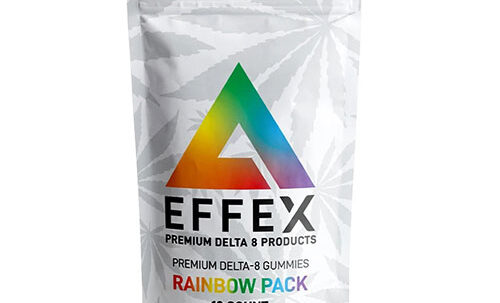 EFFEX
PREMIUM DELTA 8 PRODUCTS
PREMIUM DELTA-8 GUMMIES
RAINBOW PACK